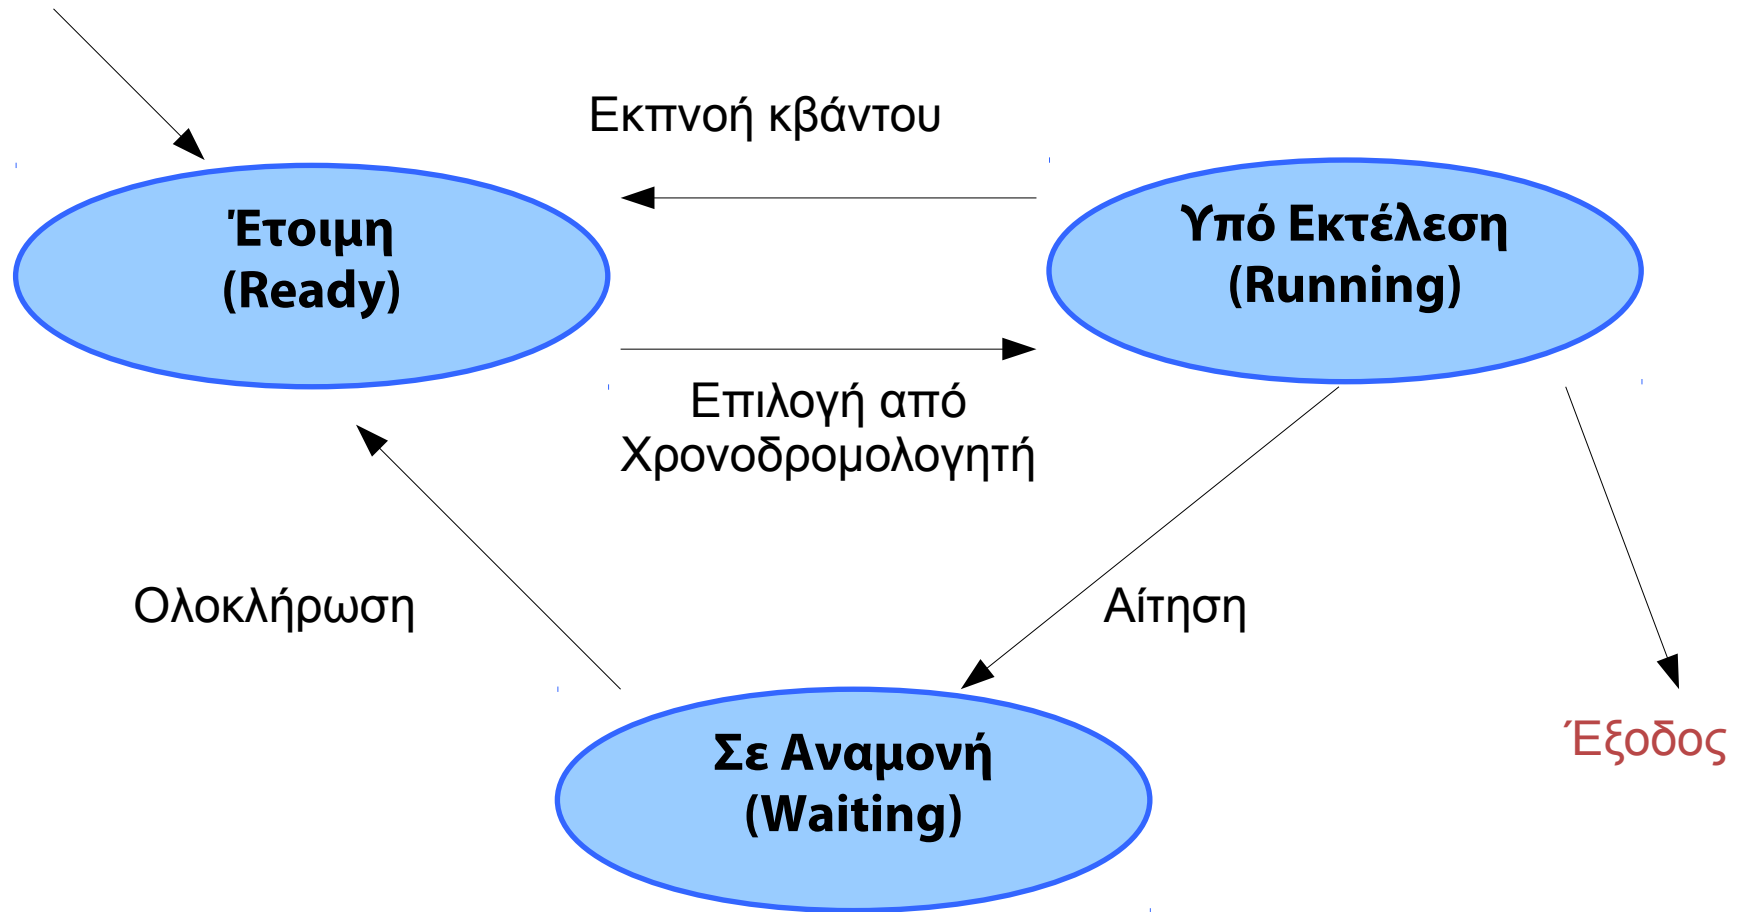 Εκπνοή κβάντου
Έτοιμη
(Ready)
Υπό Εκτέλεση
(Running)
Επιλογή από
Χρονοδρομολογητή
Ολοκλήρωση
Αίτηση
Σε Αναμονή
(Waiting)
Έξοδος